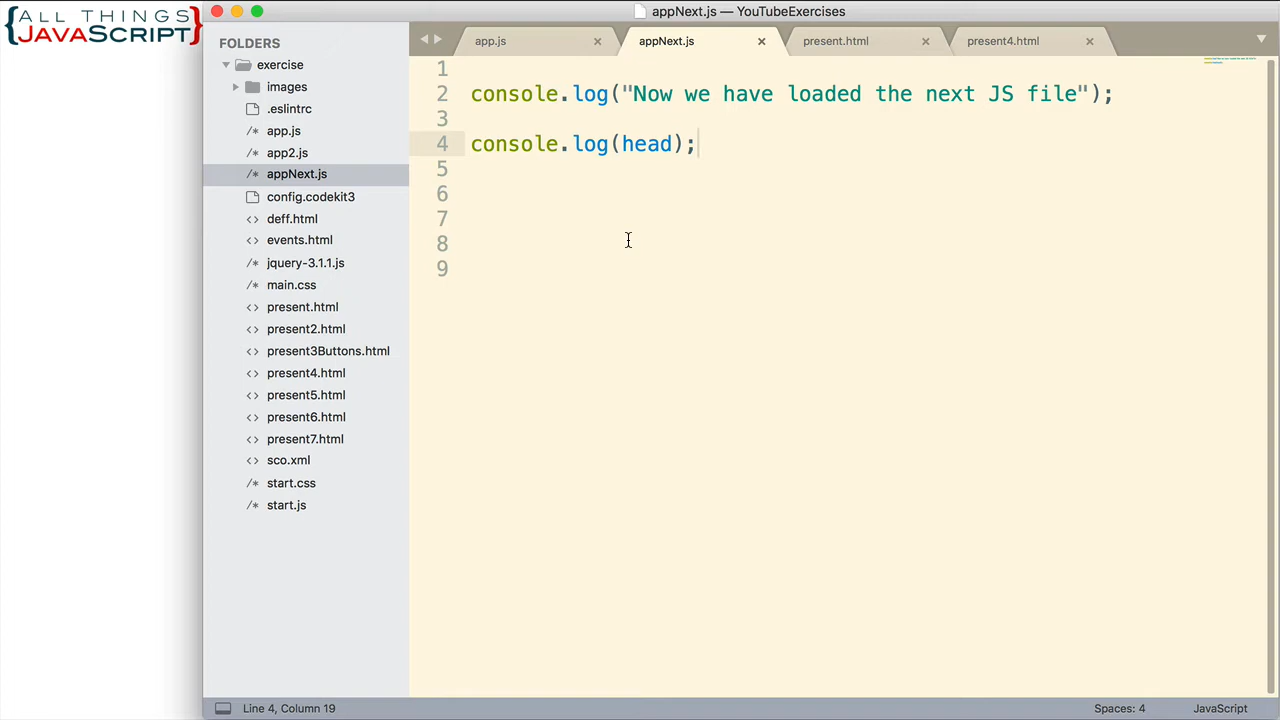 {ALL THINGS
JAVASCRIPT}
appNext.js — YouTubeExercises
FOLDERS
exercise
images
.eslintrc
/* app.js
/* app2.js
/* appNext.js
config.codekit3
<> deff.html
<> events.html
/* jquery-3.1.1.js
/* main.css
<> present.html
<> present2.html
<> present3Buttons.html
<> present4.html
<> present5.html
<> present6.html
<> present7.html
<> sco.xml
/* start.css
/* start.js
app.js × appNext.js × present.html × present4.html ×
1
2 console.log("Now we have loaded the next JS file");
3
4 console.log(head);
5
6
7
8
9
Line 4, Column 19 Spaces: 4 JavaScript